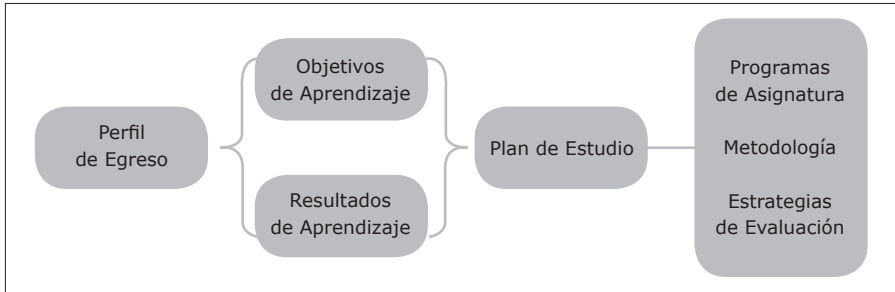 Perfil
de Egreso
Objetivos
de Aprendizaje
Resultados
de Aprendizaje
Plan de Estudio
Programas
de Asignatura
Metodología
Estrategias
de Evaluación